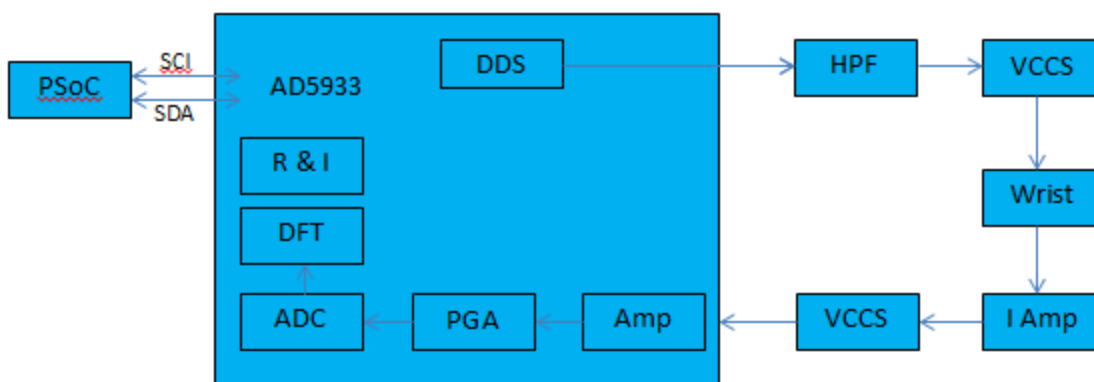 SCI
PSoC
SDA
AD5933
DDS
HPF
VCCS
R & I
Wrist
DFT
ADC
PGA
Amp
VCCS
I Amp